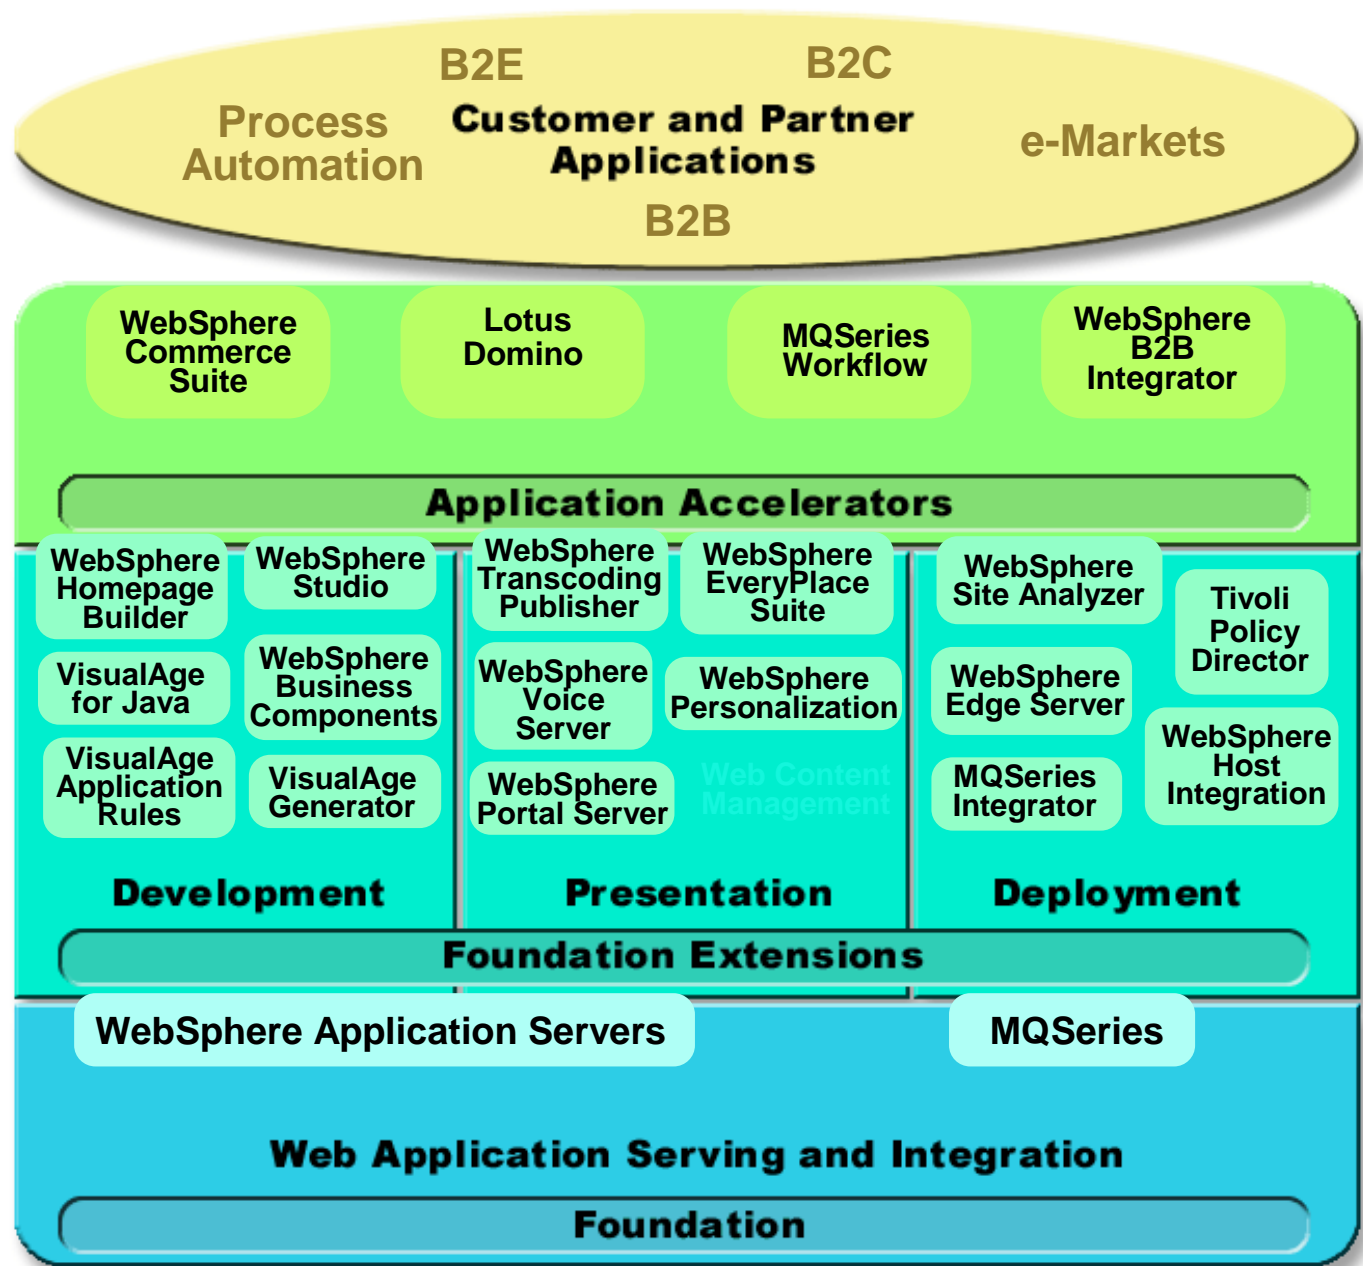 B2E
B2C
Process
Automation
Customer and Partner
Applications
e-Markets
B2B
WebSphere
Commerce
Suite
Lotus
Domino
MQSeries
Workflow
WebSphere
B2B
Integrator
Application Accelerators
WebSphere
Homepage
Builder
WebSphere
Studio
VisualAge
for Java
WebSphere
Business
Components
VisualAge
Application
Rules
VisualAge
Generator
Development
WebSphere
Transcoding
Publisher
WebSphere
EveryPlace
Suite
WebSphere
Voice
Server
WebSphere
Personalization
WebSphere
Portal Server
Web Content
Management
Presentation
WebSphere
Site Analyzer
Tivoli
Policy
Director
WebSphere
Edge Server
WebSphere
Host
Integration
MQSeries
Integrator
Deployment
Foundation Extensions
WebSphere Application Servers
MQSeries
Web Application Serving and Integration
Foundation